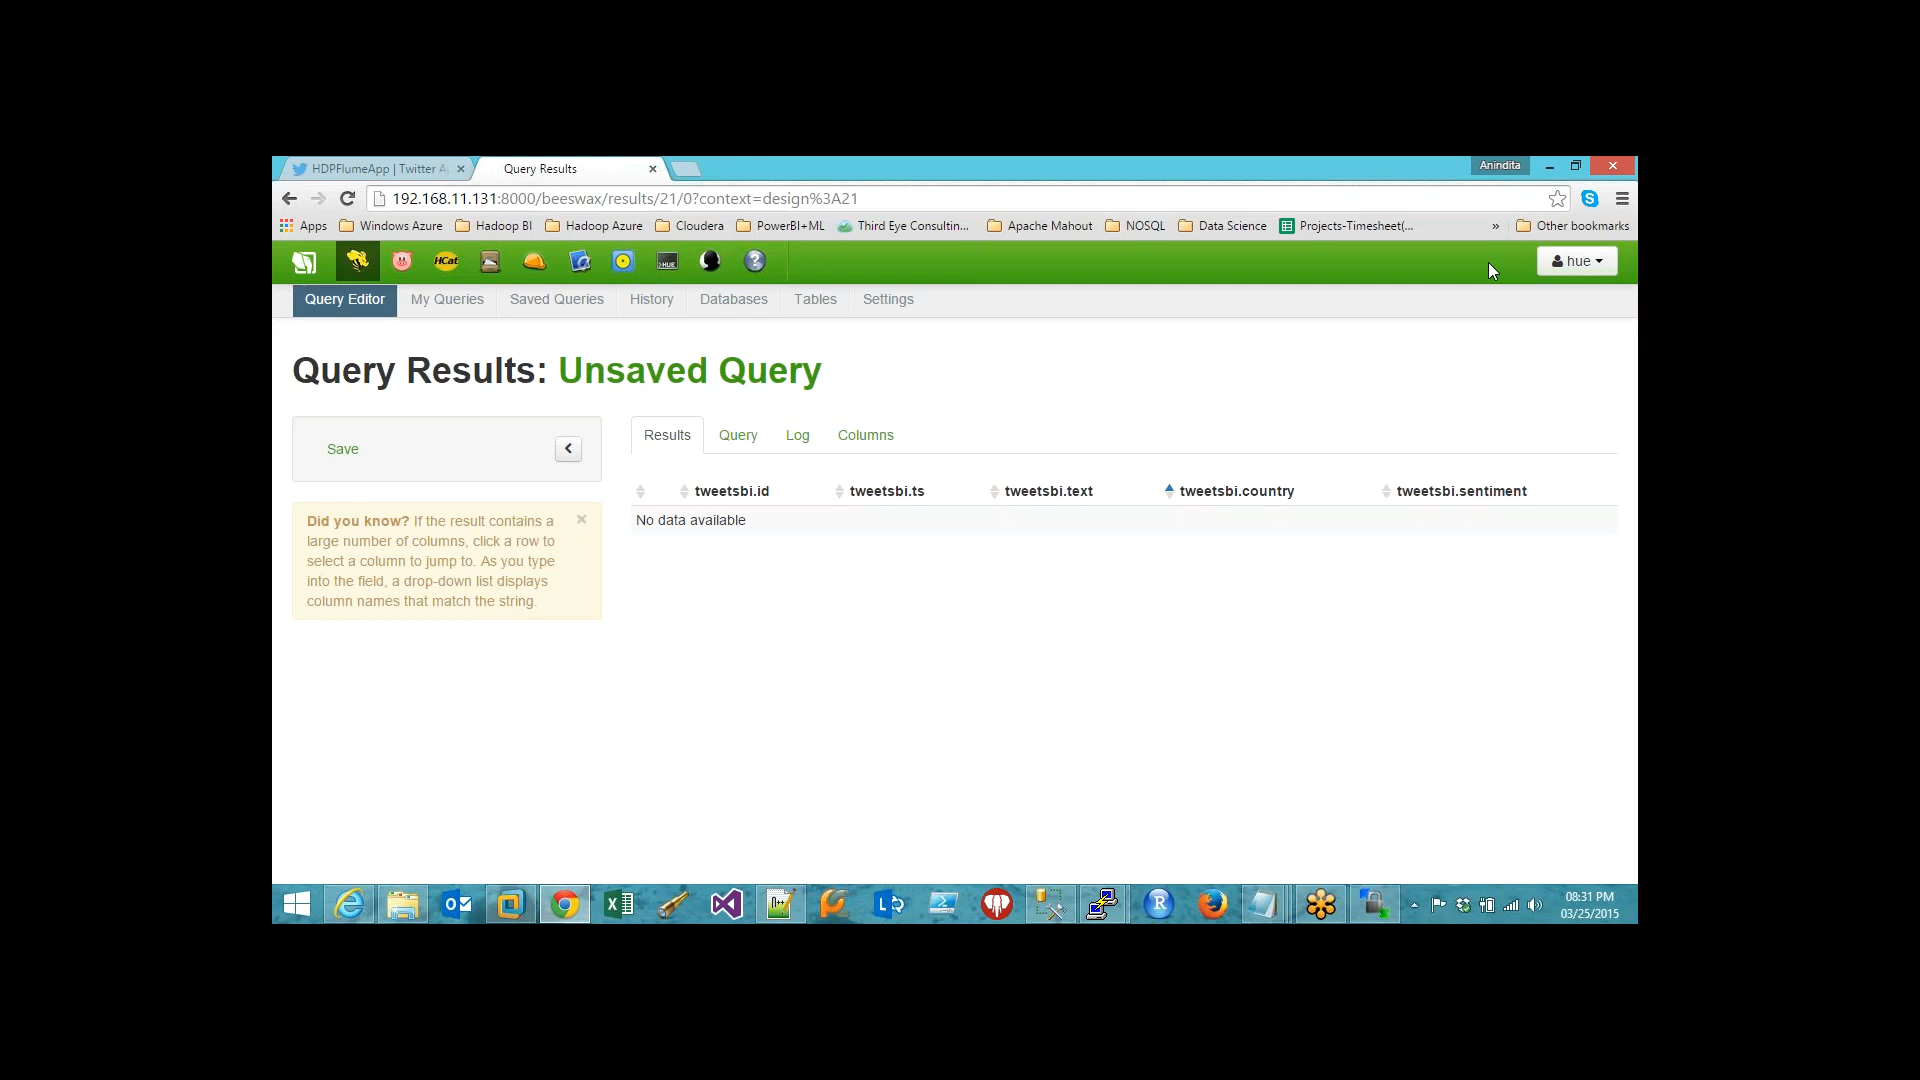 HDPFlumeApp | Twitter A
Query Results
Anindita
192.168.11.131:8000/beeswax/results/21/0?context=design%3A21
Apps Windows Azure Hadoop BI Hadoop Azure Cloudera PowerBI+ML Third Eye Consultin... Apache Mahout NOSQL Data Science Projects-Timesheet(... » Other bookmarks
HCat >HUE ? hue
Query Editor My Queries Saved Queries History Databases Tables Settings
Query Results: Unsaved Query
Save
Results Query Log Columns
tweetsbi.id tweetsbi.ts tweetsbi.text tweetsbi.country tweetsbi.sentiment
No data available
Did you know? If the result contains a
large number of columns, click a row to
select a column to jump to. As you type
into the field, a drop-down list displays
column names that match the string.
08:31 PM
03/25/2015